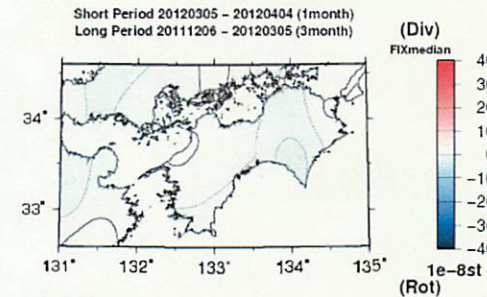 Short Period 20120305 - 20120404 (1month)
Long Period 20111206 - 20120305 (3month)
(Div)
FIXmedian
34°
33°
131° 132° 133° 134° 135°
1e-8st
(Rot)